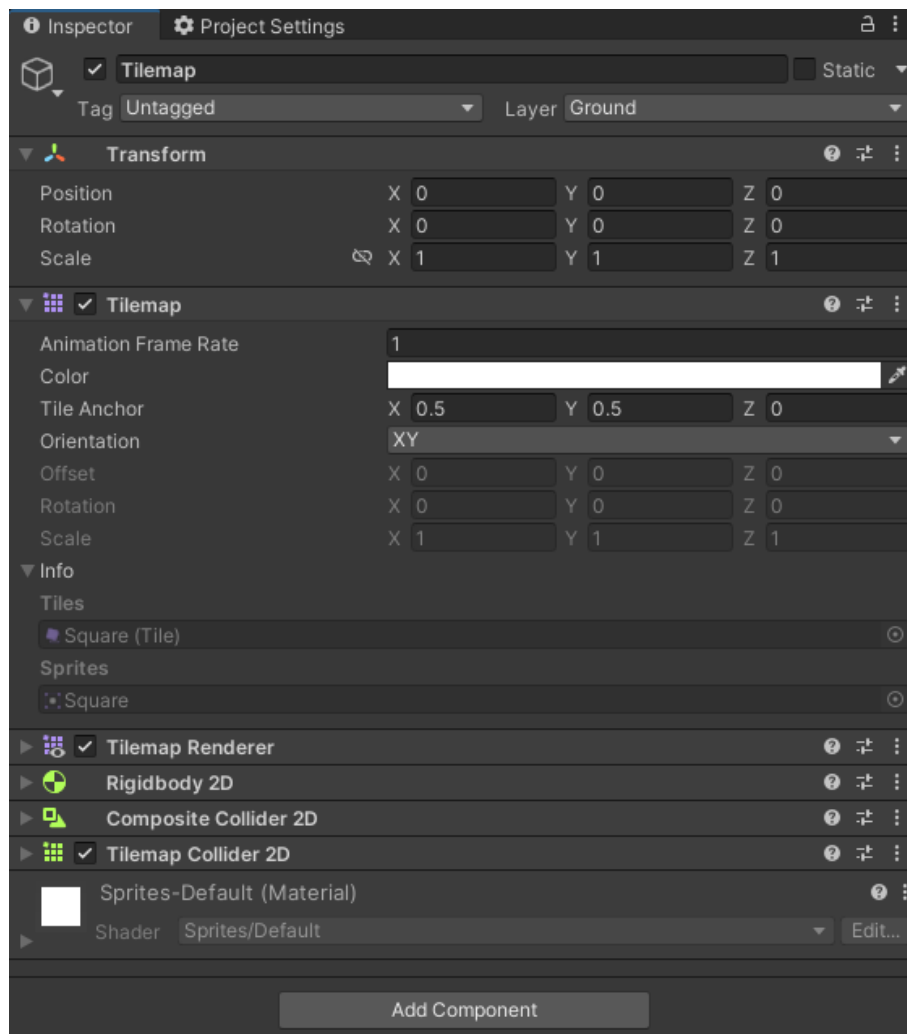 Inspector Project Settings
Tilemap Static
Tag Untagged Layer Ground
Transform
Position X 0 Y 0 Z 0
Rotation X 0 Y 0 Z 0
Scale X 1 Y 1 Z 1
Tilemap
Animation Frame Rate 1
Color
Tile Anchor X 0.5 Y 0.5 Z 0
Orientation XY
Offset X 0 Y 0 Z 0
Rotation X 0 Y 0 Z 0
Scale X 1 Y 1 Z 1
Info
Tiles
Square (Tile)
Sprites
Square
Tilemap Renderer
Rigidbody 2D
Composite Collider 2D
Tilemap Collider 2D
Sprites-Default (Material)
Shader Sprites/Default Edit...
Add Component